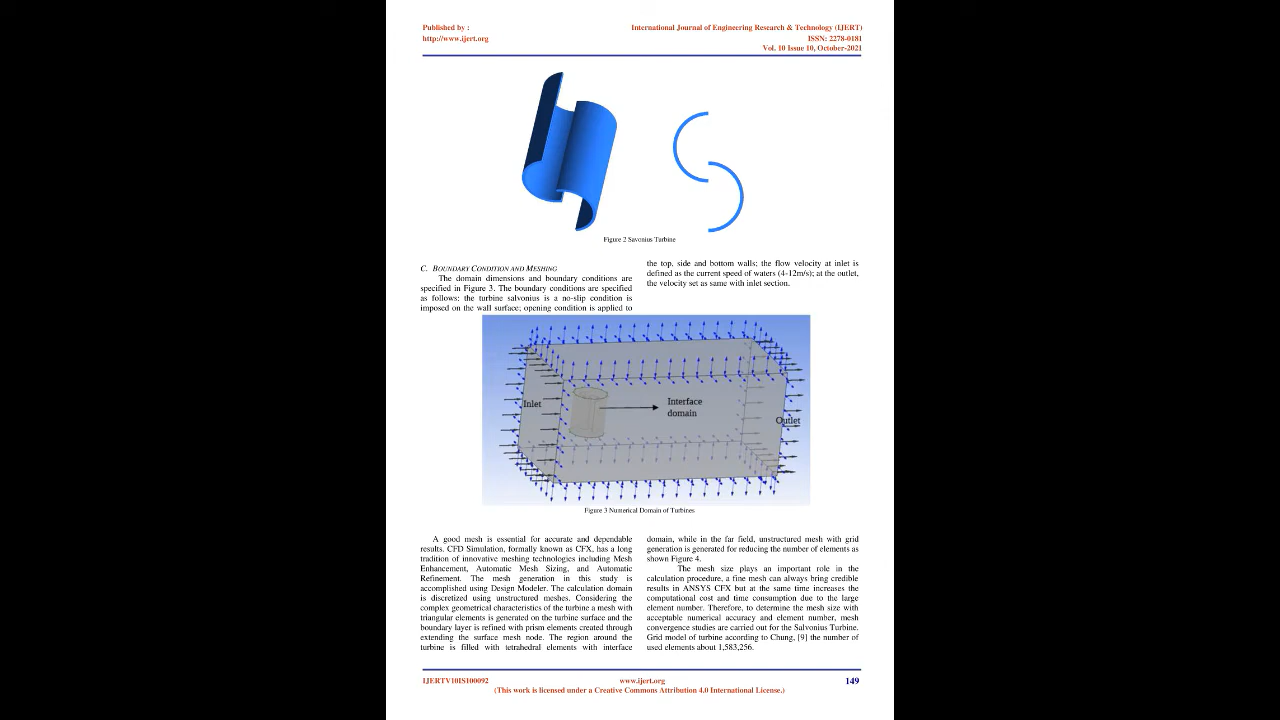 Published by :
http://www.ijert.org
International Journal of Engineering Research & Technology (IJERT)
ISSN: 2278-0181
Vol. 10 Issue 10, October-2021
Figure 2 Savonius Turbine
C. BOUNDARY CONDITION AND MESHING
The domain dimensions and boundary conditions are
specified in Figure 3. The boundary conditions are specified
as follows: the turbine salvonius is a no-slip condition is
imposed on the wall surface; opening condition is applied to
the top, side and bottom walls; the flow velocity at inlet is
defined as the current speed of waters (4-12m/s); at the outlet,
the velocity set as same with inlet section.
Inlet
Interface
domain
Outlet
Figure 3 Numerical Domain of Turbines
A good mesh is essential for accurate and dependable
results. CFD Simulation, formally known as CFX, has a long
tradition of innovative meshing technologies including Mesh
Enhancement, Automatic Mesh Sizing, and Automatic
Refinement. The mesh generation in this study is
accomplished using Design Modeler. The calculation domain
is discretized using unstructured meshes. Considering the
complex geometrical characteristics of the turbine a mesh with
triangular elements is generated on the turbine surface and the
boundary layer is refined with prism elements created through
extending the surface mesh node. The region around the
turbine is filled with tetrahedral elements with interface
domain, while in the far field, unstructured mesh with grid
generation is generated for reducing the number of elements as
shown Figure 4.
The mesh size plays an important role in the
calculation procedure, a fine mesh can always bring credible
results in ANSYS CFX but at the same time increases the
computational cost and time consumption due to the large
element number. Therefore, to determine the mesh size with
acceptable numerical accuracy and element number, mesh
convergence studies are carried out for the Salvonius Turbine.
Grid model of turbine according to Chung, [9] the number of
used elements about 1,583,256.
IJERTV10IS100092
www.ijert.org
(This work is licensed under a Creative Commons Attribution 4.0 International License.)
149